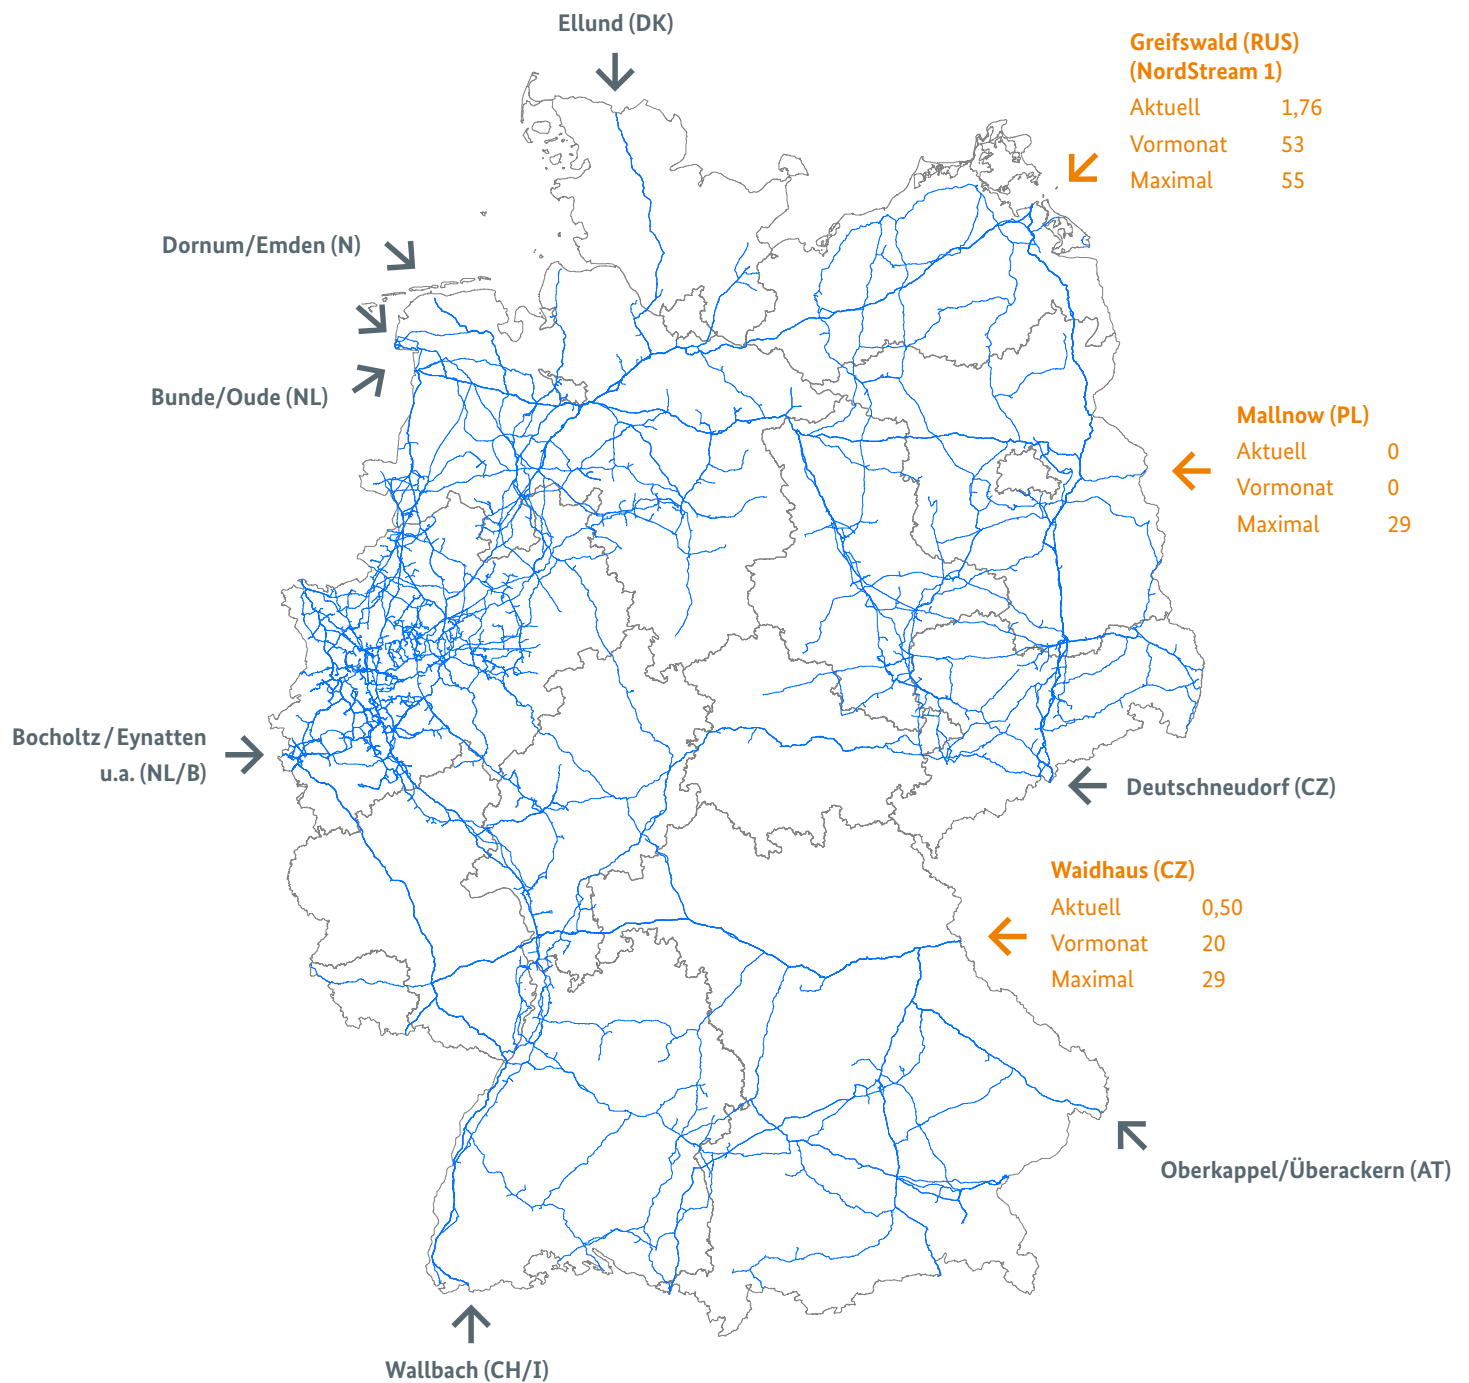 Ellund (DK)
Greifswald (RUS)
(NordStream 1)
Aktuell 1,76
Vormonat 53
Maximal 55
Dornum/Emden (N)
Bunde/Oude (NL)
Mallnow (PL)
Aktuell 0
Vormonat 0
Maximal 29
Bocholtz / Eynatten
u.a. (NL/B)
Deutschneudorf (CZ)
Waidhaus (CZ)
Aktuell 0,50
Vormonat 20
Maximal 29
Oberkappel/Überackern (AT)
Wallbach (CH/I)